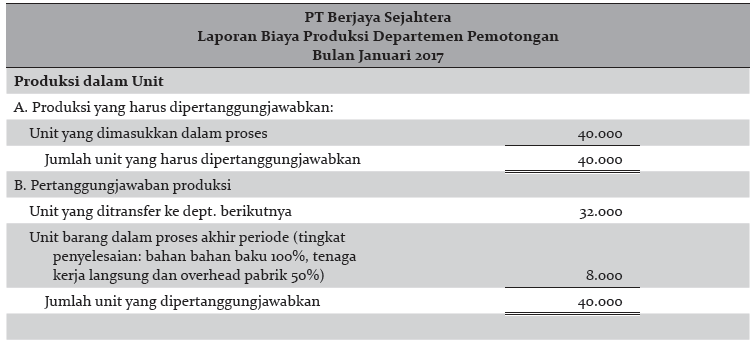 PT Berjaya Sejahtera
Laporan Biaya Produksi Departemen Pemotongan
Bulan Januari 2017
Produksi dalam Unit
A. Produksi yang harus dipertanggungjawabkan:
Unit yang dimasukkan dalam proses 40.000
Jumlah unit yang harus dipertanggungjawabkan 40.000
B. Pertanggungjawaban produksi
Unit yang ditransfer ke dept. berikutnya 32.000
Unit barang dalam proses akhir periode (tingkat
penyelesaian: bahan bahan baku 100%, tenaga
kerja langsung dan overhead pabrik 50%) 8.000
Jumlah unit yang dipertanggungjawabkan 40.000